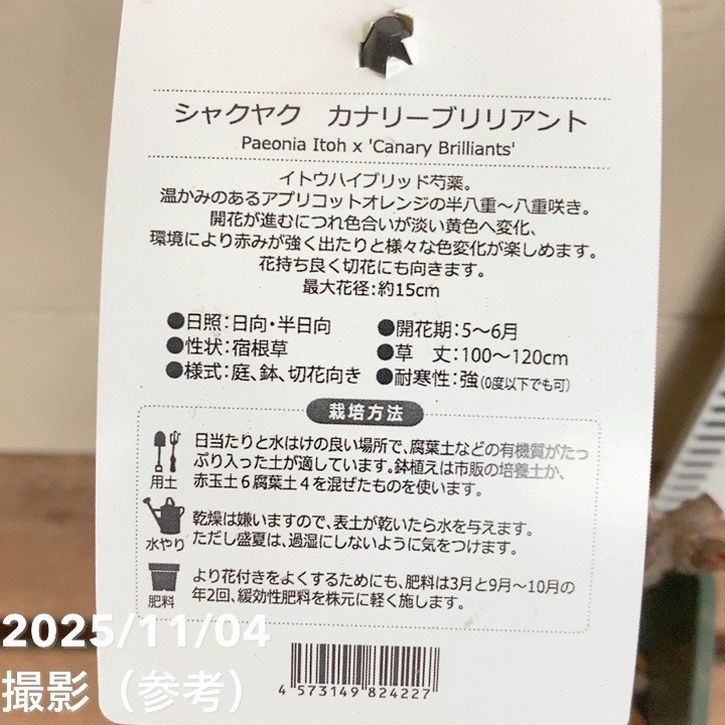 シャクヤク　カナリーブリリアント
Paeonia Itoh x 'Canary Brilliants'
イトウハイブリッド芍薬。
温かみのあるアプリコットオレンジの半八重～八重咲き。
開花が進むにつれ色合いが淡い黄色へ変化、
環境により赤みが強く出たりと様々な色変化が楽しめます。
花持ち良く切花にも向きます。
最大花径:約15cm
●日照:日向・半日向　●開花期:5～6月
●性状:宿根草　●草　丈:100～120cm
●様式:庭、鉢、切花向き　●耐寒性:強(0度以下でも可)
栽培方法
日当たりと水はけの良い場所で、腐葉土などの有機質がたっ
ぷり入った土が適しています。鉢植えは市販の培養土か、
赤玉土6腐葉土4を混ぜたものを使います。
用土
乾燥は嫌いますので、表土が乾いたら水を与えます。
ただし盛夏は、過湿にしないように気をつけます。
水やり
より花付きをよくするためにも、肥料は3月と9月～10月の
年2回、緩効性肥料を株元に軽く施します。
肥料
4 573149 824227
2025/11/04
撮影（参考）